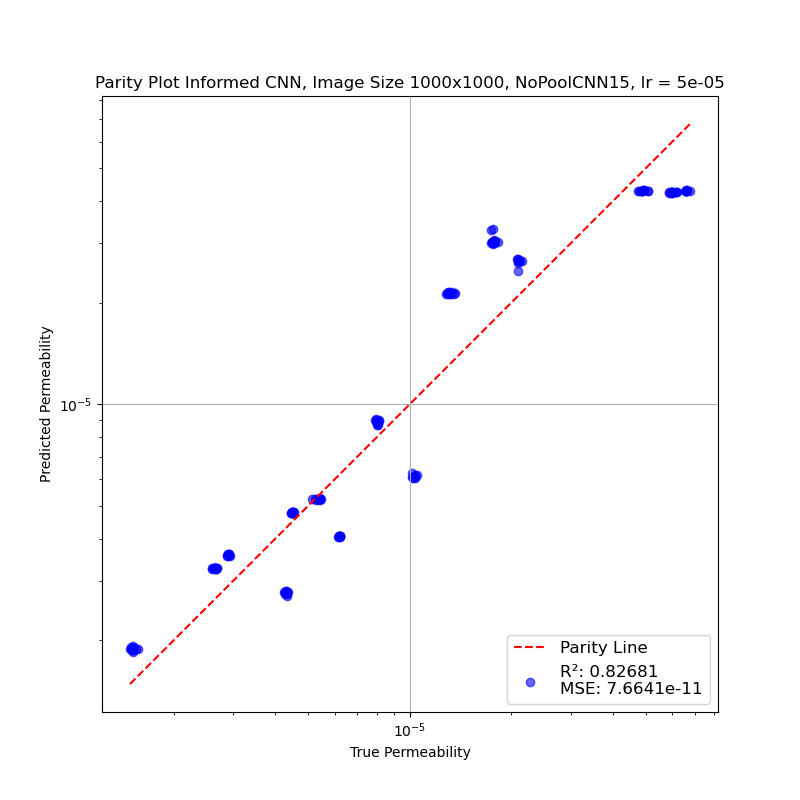 Parity Plot Informed CNN, Image Size 1000x1000, NoPoolCNN15, lr = 5e-05
Predicted Permeability
10⁻⁵
Parity Line
R²: 0.82681
MSE: 7.6641e-11
10⁻⁵
True Permeability